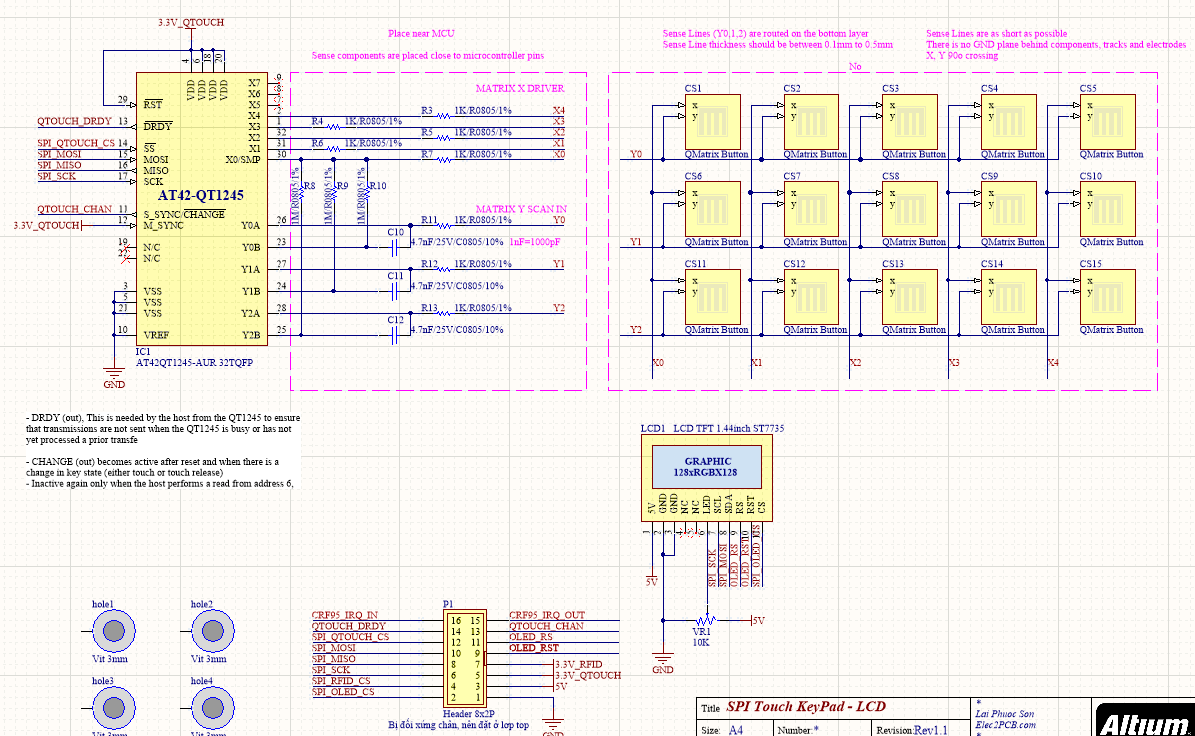 3.3V_QTOUCH
Place near MCU
Sense components are placed close to microcontroller pins
Sense Lines (Y0,1,2) are routed on the bottom layer
Sense Line thickness should be between 0.1mm to 0.5mm
Sense Lines are as short as possible
There is no GND plane behind components, tracks and electrodes
X, Y 90o crossing
No
4 6 18 20
VDD VDD VDD VDD
29 RST
QTOUCH_DRDY 13 DRDY
SPI_QTOUCH_CS 14 SS
SPI_MOSI 15 MOSI
SPI_MISO 16 MISO
SPI_SCK 17 SCK
AT42-QT1245
QTOUCH_CHAN 11 S_SYNC/CHANGE
3.3V_QTOUCH 12 M_SYNC
19 N/C
N/C
3 VSS
5 VSS
21 VSS
10 VREF
GND
X7
X6
X5
X4
X3 1
X2 32
X1 31
X0/SMP 30
Y0A 26
Y0B 23
Y1A 27
Y1B 24
Y2A 28
Y2B 25
IC1
AT42QT1245-AUR 32TQFP
MATRIX X DRIVER
R3 1K/R0805/1% X4
R4 1K/R0805/1% X3
R5 1K/R0805/1% X2
R6 1K/R0805/1% X1
R7 1K/R0805/1% X0
1M/R0805/1% R8
1M/R0805/1% R9
1M/R0805/1% R10
MATRIX Y SCAN IN
R11 1K/R0805/1% Y0
C10 4.7nF/25V/C0805/10% 1nF=1000pF
R12 1K/R0805/1% Y1
C11 4.7nF/25V/C0805/10%
R13 1K/R0805/1% Y2
C12 4.7nF/25V/C0805/10%
CS1 CS2 CS3 CS4 CS5
x x x x x
y y y y y
Y0 QMatrix Button QMatrix Button QMatrix Button QMatrix Button QMatrix Button
CS6 CS7 CS8 CS9 CS10
x x x x x
y y y y y
Y1 QMatrix Button QMatrix Button QMatrix Button QMatrix Button QMatrix Button
CS11 CS12 CS13 CS14 CS15
x x x x x
y y y y y
Y2 QMatrix Button QMatrix Button QMatrix Button QMatrix Button QMatrix Button
X0 X1 X2 X3 X4
- DRDY (out), This is needed by the host from the QT1245 to ensure
that transmissions are not sent when the QT1245 is busy or has not
yet processed a prior transfe
- CHANGE (out) becomes active after reset and when there is a
change in key state (either touch or touch release)
- Inactive again only when the host performs a read from address 6,
LCD1 LCD TFT 1.44inch ST7735
GRAPHIC
128xRGBX128
5V GND GND NC NC LED SCL SDA RS RST CS
1 2 3 6 7 8 9 10
SPI_SCK
SPI_MOSI
OLED_RS
OLED_RST
SPI_OLED_CS
5V
VR1
10K
5V
GND
hole1
Vit 3mm
hole2
Vit 3mm
hole3
Vit 3mm
hole4
Vit 3mm
P1
CRF95_IRQ_IN 16 15 CRF95_IRQ_OUT
QTOUCH_DRDY 14 13 QTOUCH_CHAN
SPI_QTOUCH_CS 12 11 OLED_RS
SPI_MOSI 10 9 OLED_RST
SPI_MISO 8 7 3.3V_RFID
SPI_SCK 6 5 3.3V_QTOUCH
SPI_RFID_CS 4 3 5V
SPI_OLED_CS 2 1
Header 8x2P
Bị đối xứng chân, nên đặt ở lơp top
GND
Title SPI Touch KeyPad - LCD
Size: A4 Number:* Revision:Rev1.1
*
Lai Phuoc Son
Elec2PCB.com
*
Altium